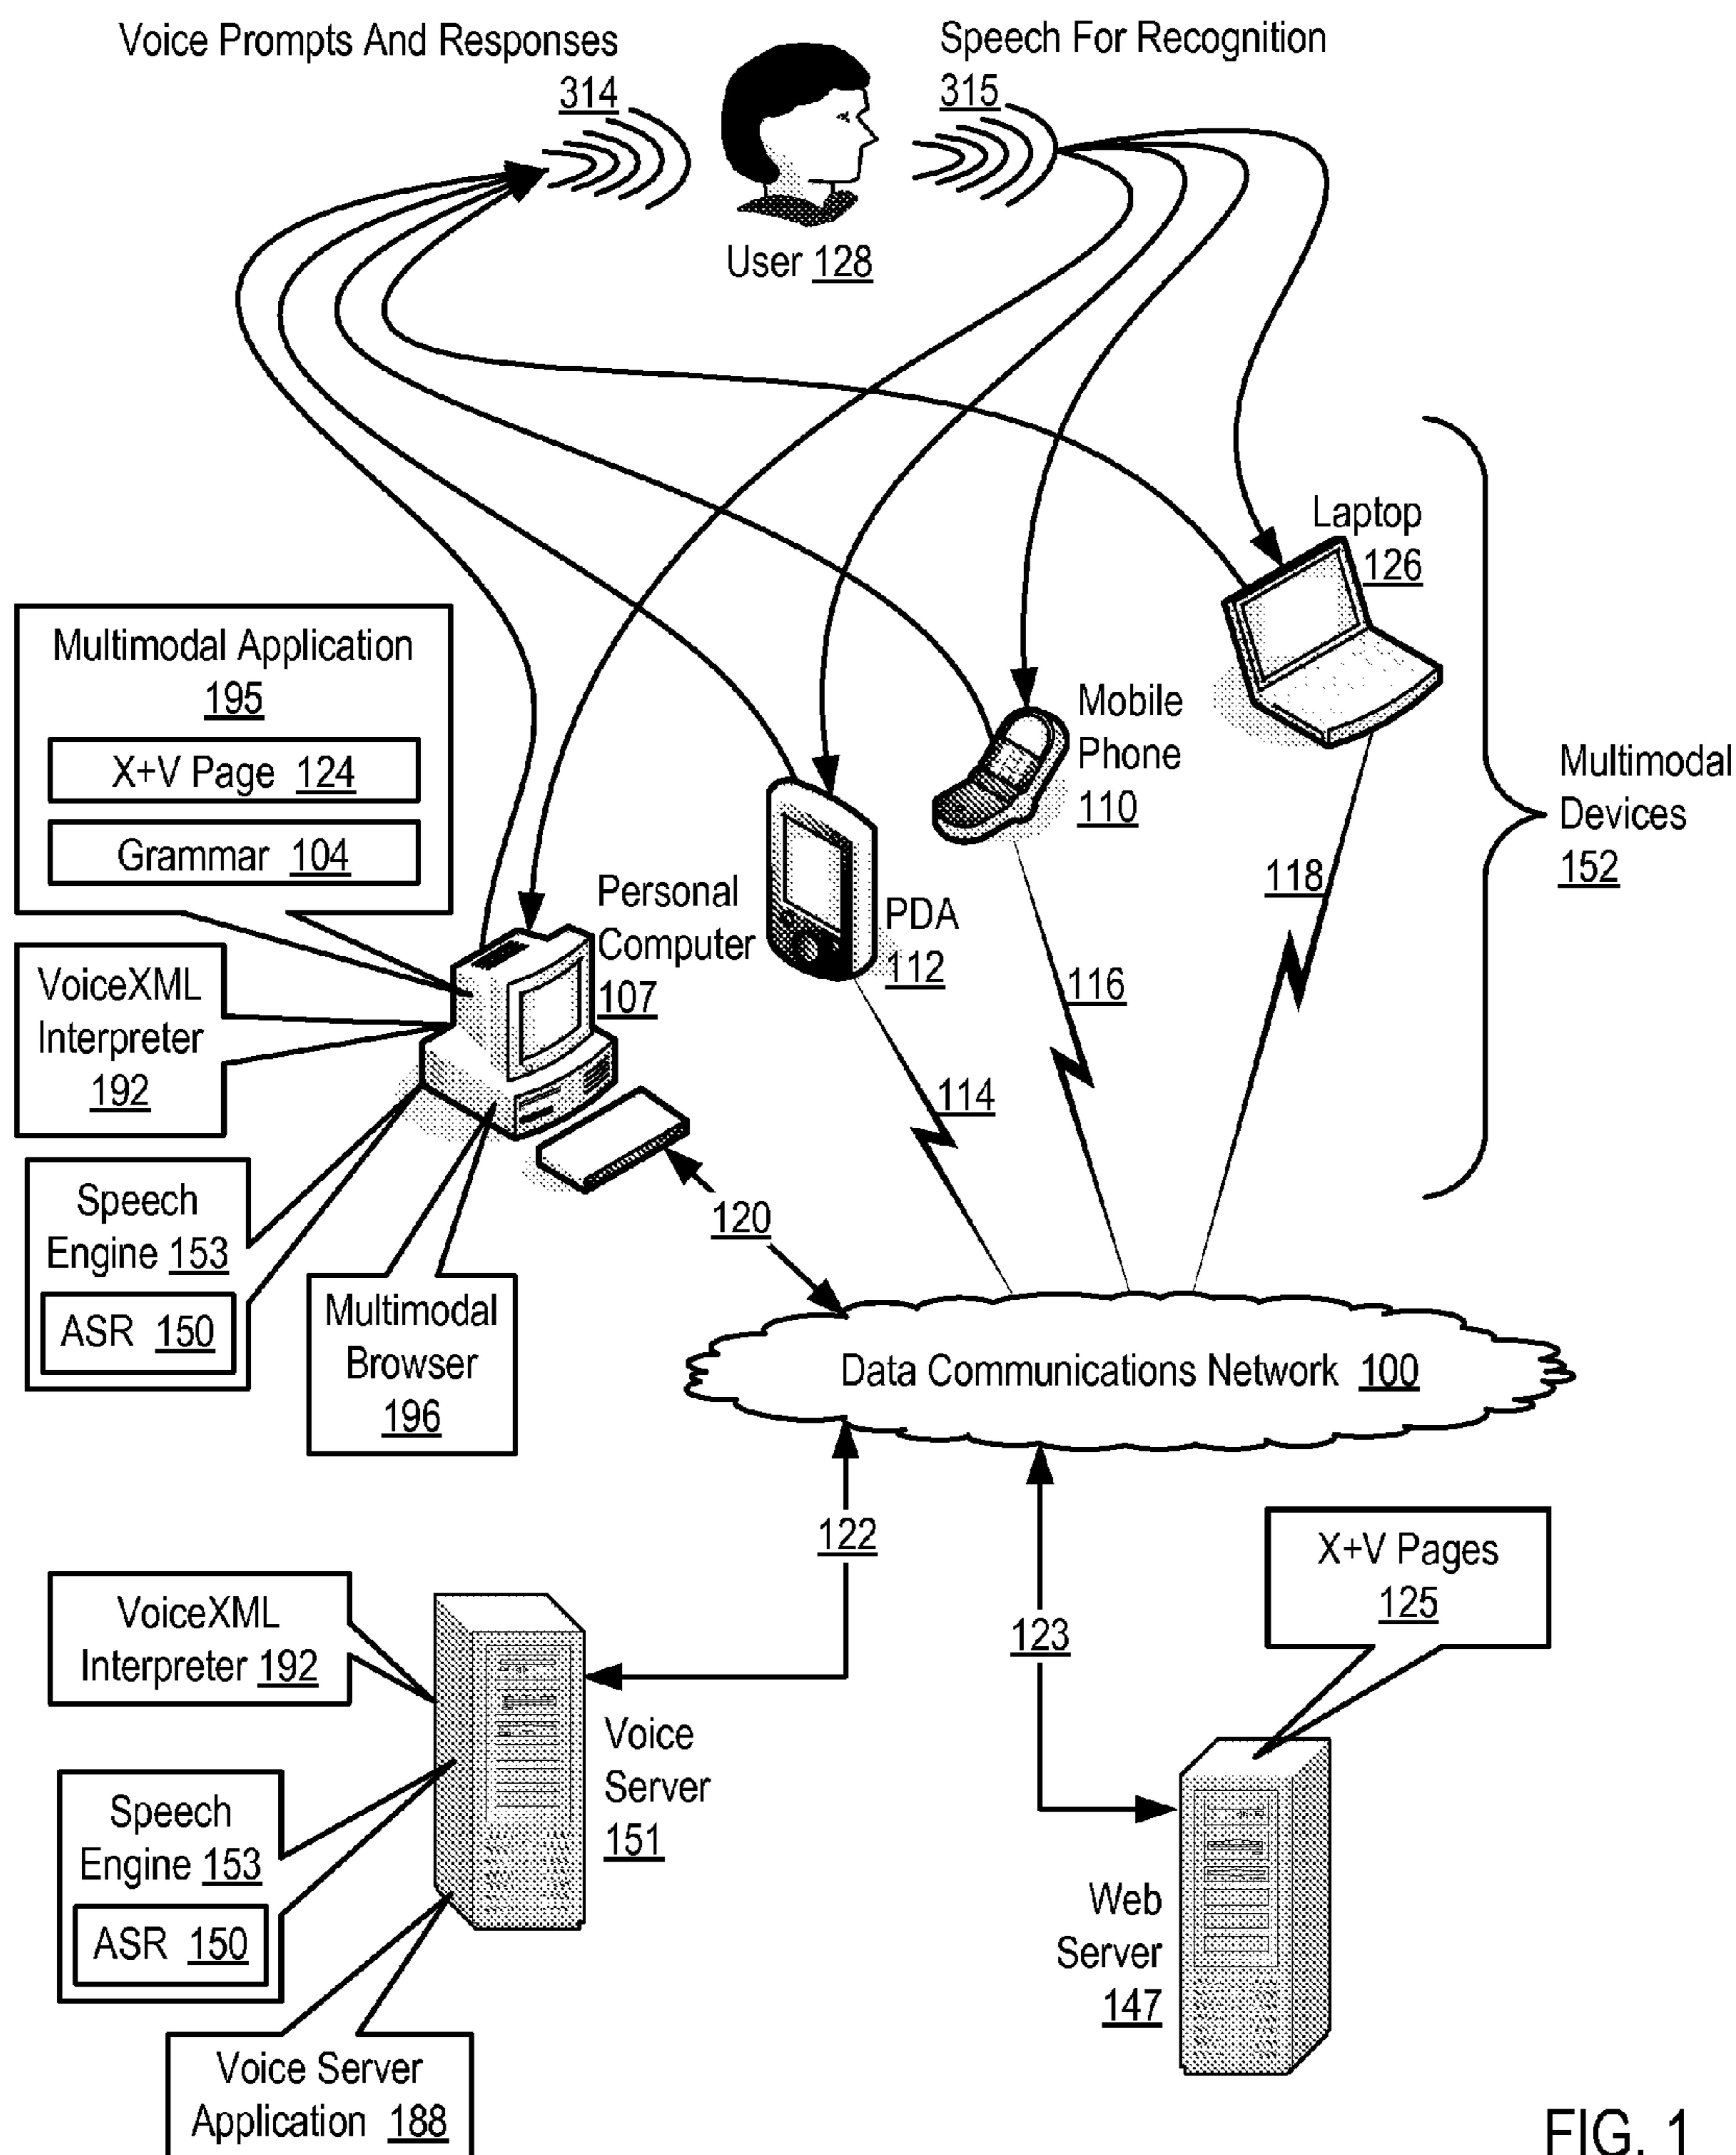 Voice Prompts And Responses
314
Speech For Recognition
315
User 128
Laptop
126
Multimodal Application
195
X+V Page 124
Grammar 104
Mobile
Phone
110
Multimodal
Devices
152
Personal
Computer
107
PDA
112
118
VoiceXML
Interpreter
192
116
114
Speech
Engine 153
ASR 150
120
Multimodal
Browser
196
Data Communications Network 100
122
X+V Pages
125
VoiceXML
Interpreter 192
123
Voice
Server
151
Speech
Engine 153
ASR 150
Web
Server
147
Voice Server
Application 188
FIG. 1